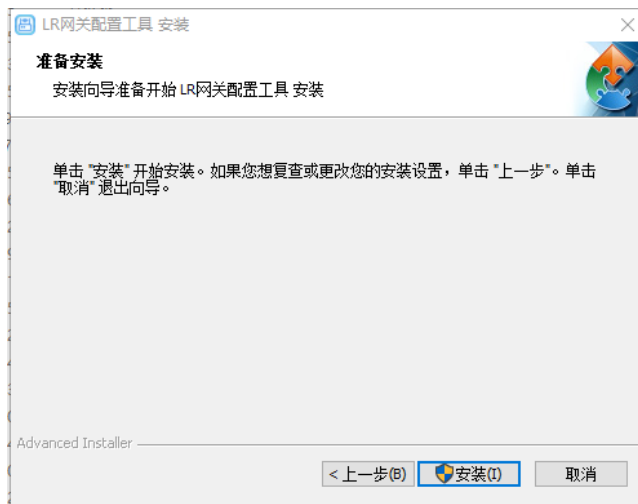 LR网关配置工具 安装
准备安装
安装向导准备开始 LR网关配置工具 安装
单击 "安装" 开始安装。如果您想复查或更改您的安装设置，单击 "上一步"。单击
"取消" 退出向导。
Advanced Installer
< 上一步(B)
安装(I)
取消